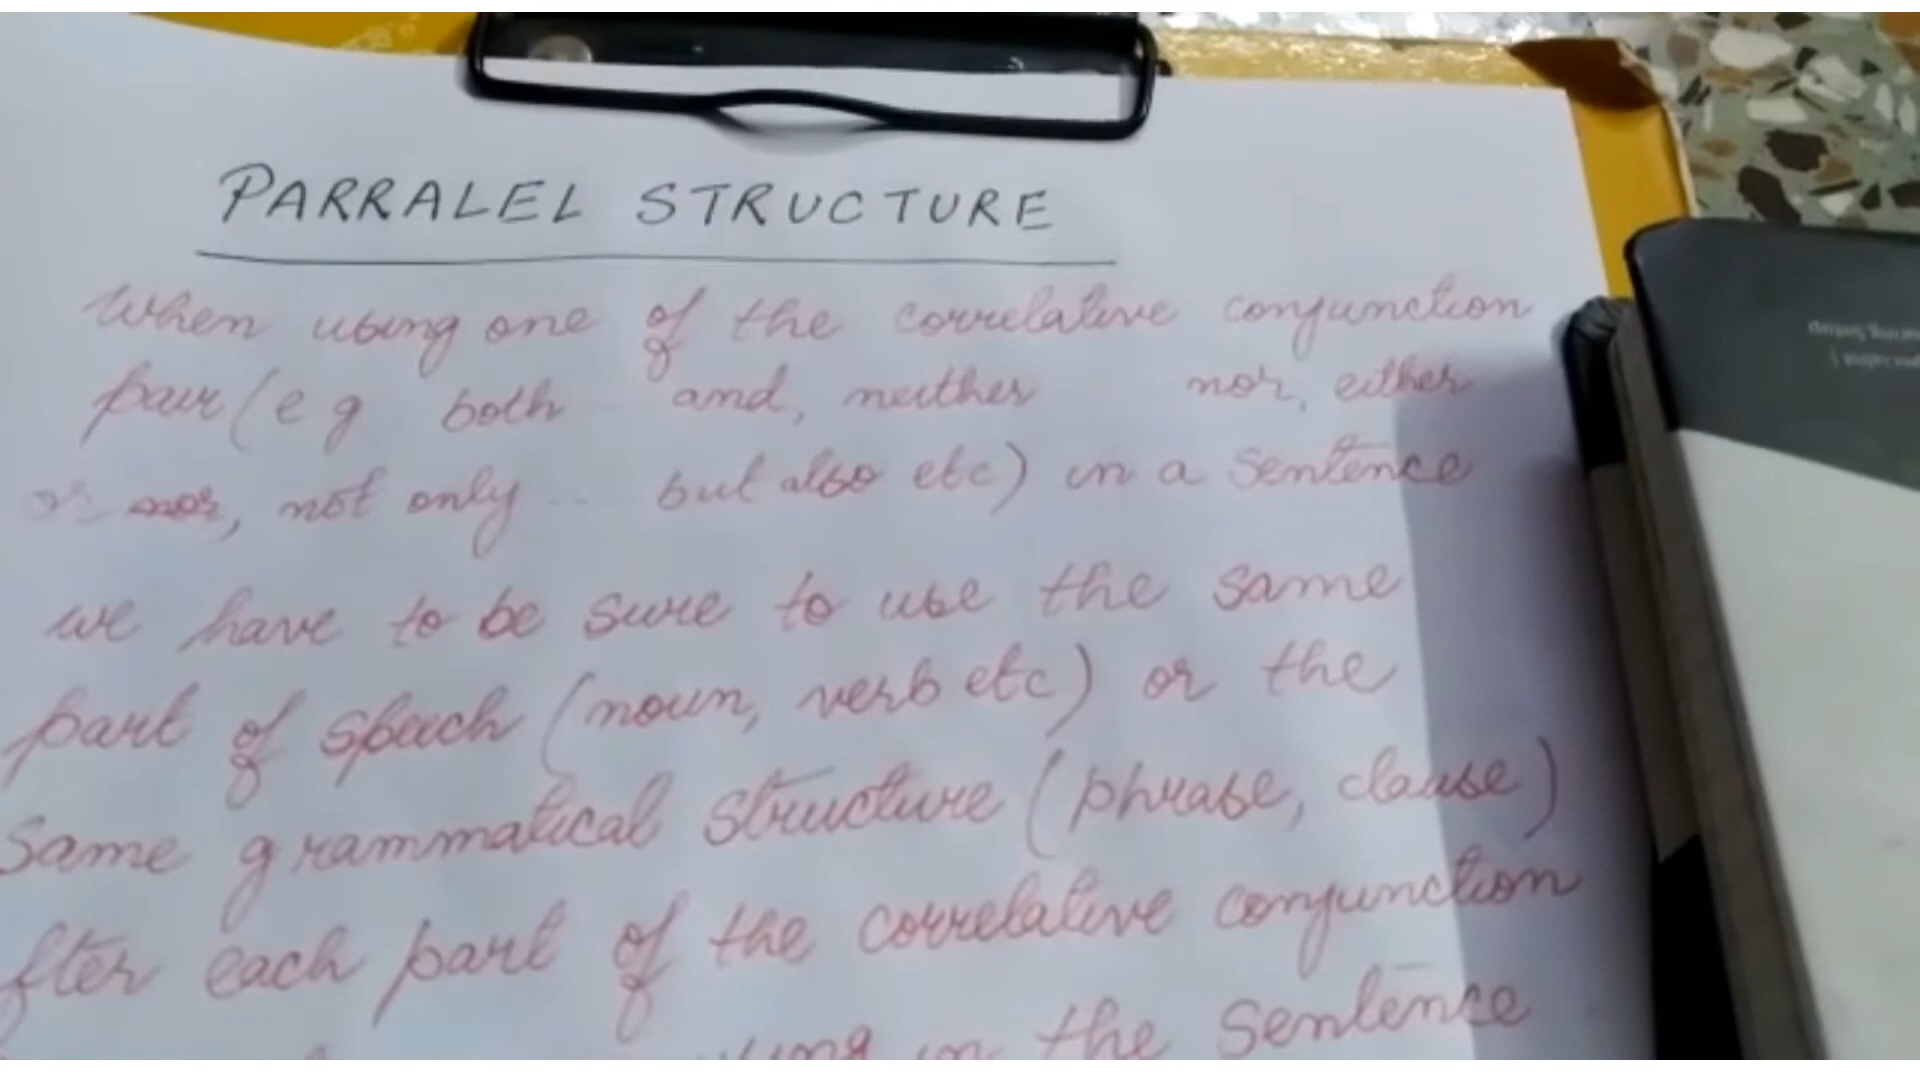 PARRALEL STRUCTURE
When using one of the correlative conjunction
pair (e g both and, neither nor, either
or nor, not only .. but also etc) in a sentence
we have to be sure to use the same
part of speech (noun, verb etc) or the
Same grammatical structure (phrase, clause)
fter each part of the correlative conjunction
in the Sentence